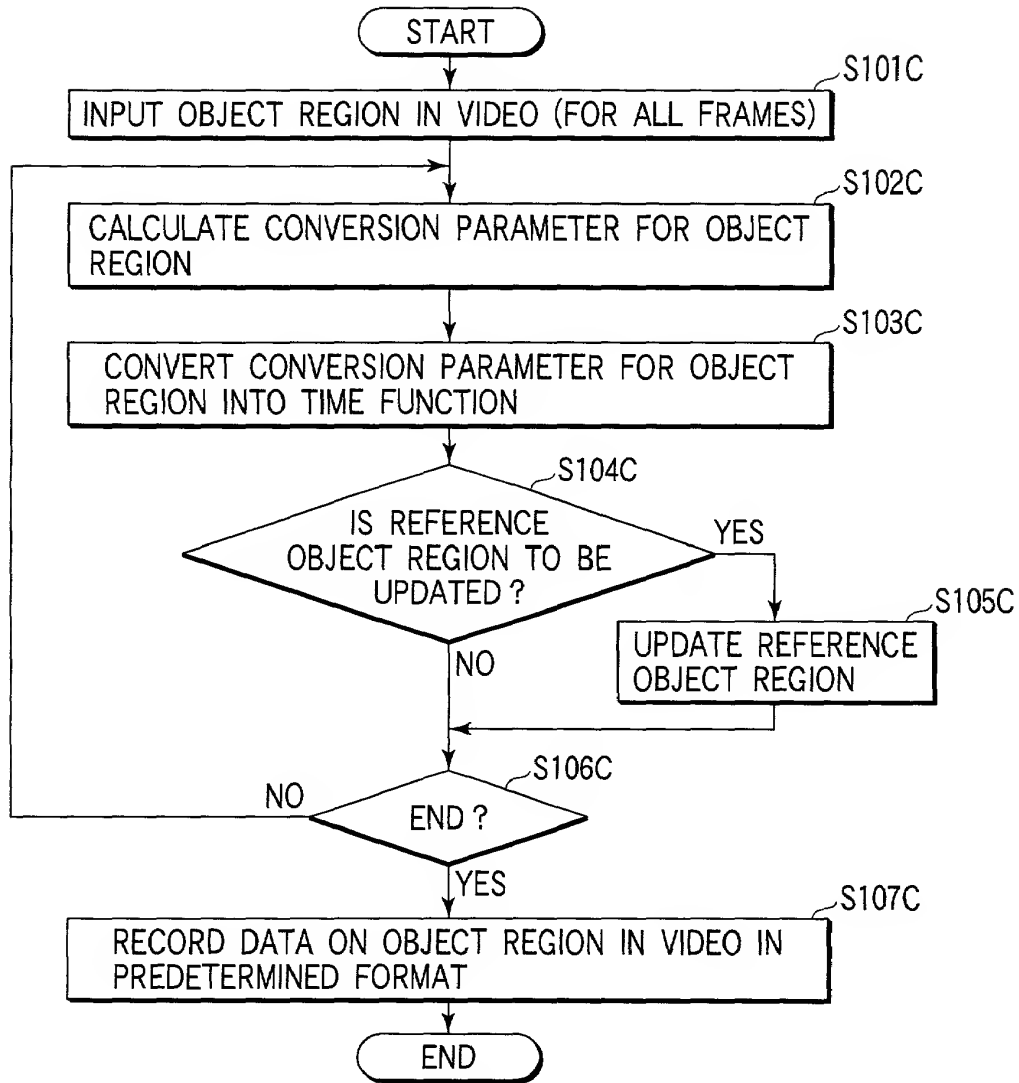 START
S101C
INPUT OBJECT REGION IN VIDEO (FOR ALL FRAMES)
S102C
CALCULATE CONVERSION PARAMETER FOR OBJECT
REGION
S103C
CONVERT CONVERSION PARAMETER FOR OBJECT
REGION INTO TIME FUNCTION
S104C
IS REFERENCE
OBJECT REGION TO BE
UPDATED ?
YES
S105C
UPDATE REFERENCE
OBJECT REGION
NO
S106C
NO
END ?
YES
S107C
RECORD DATA ON OBJECT REGION IN VIDEO IN
PREDETERMINED FORMAT
END